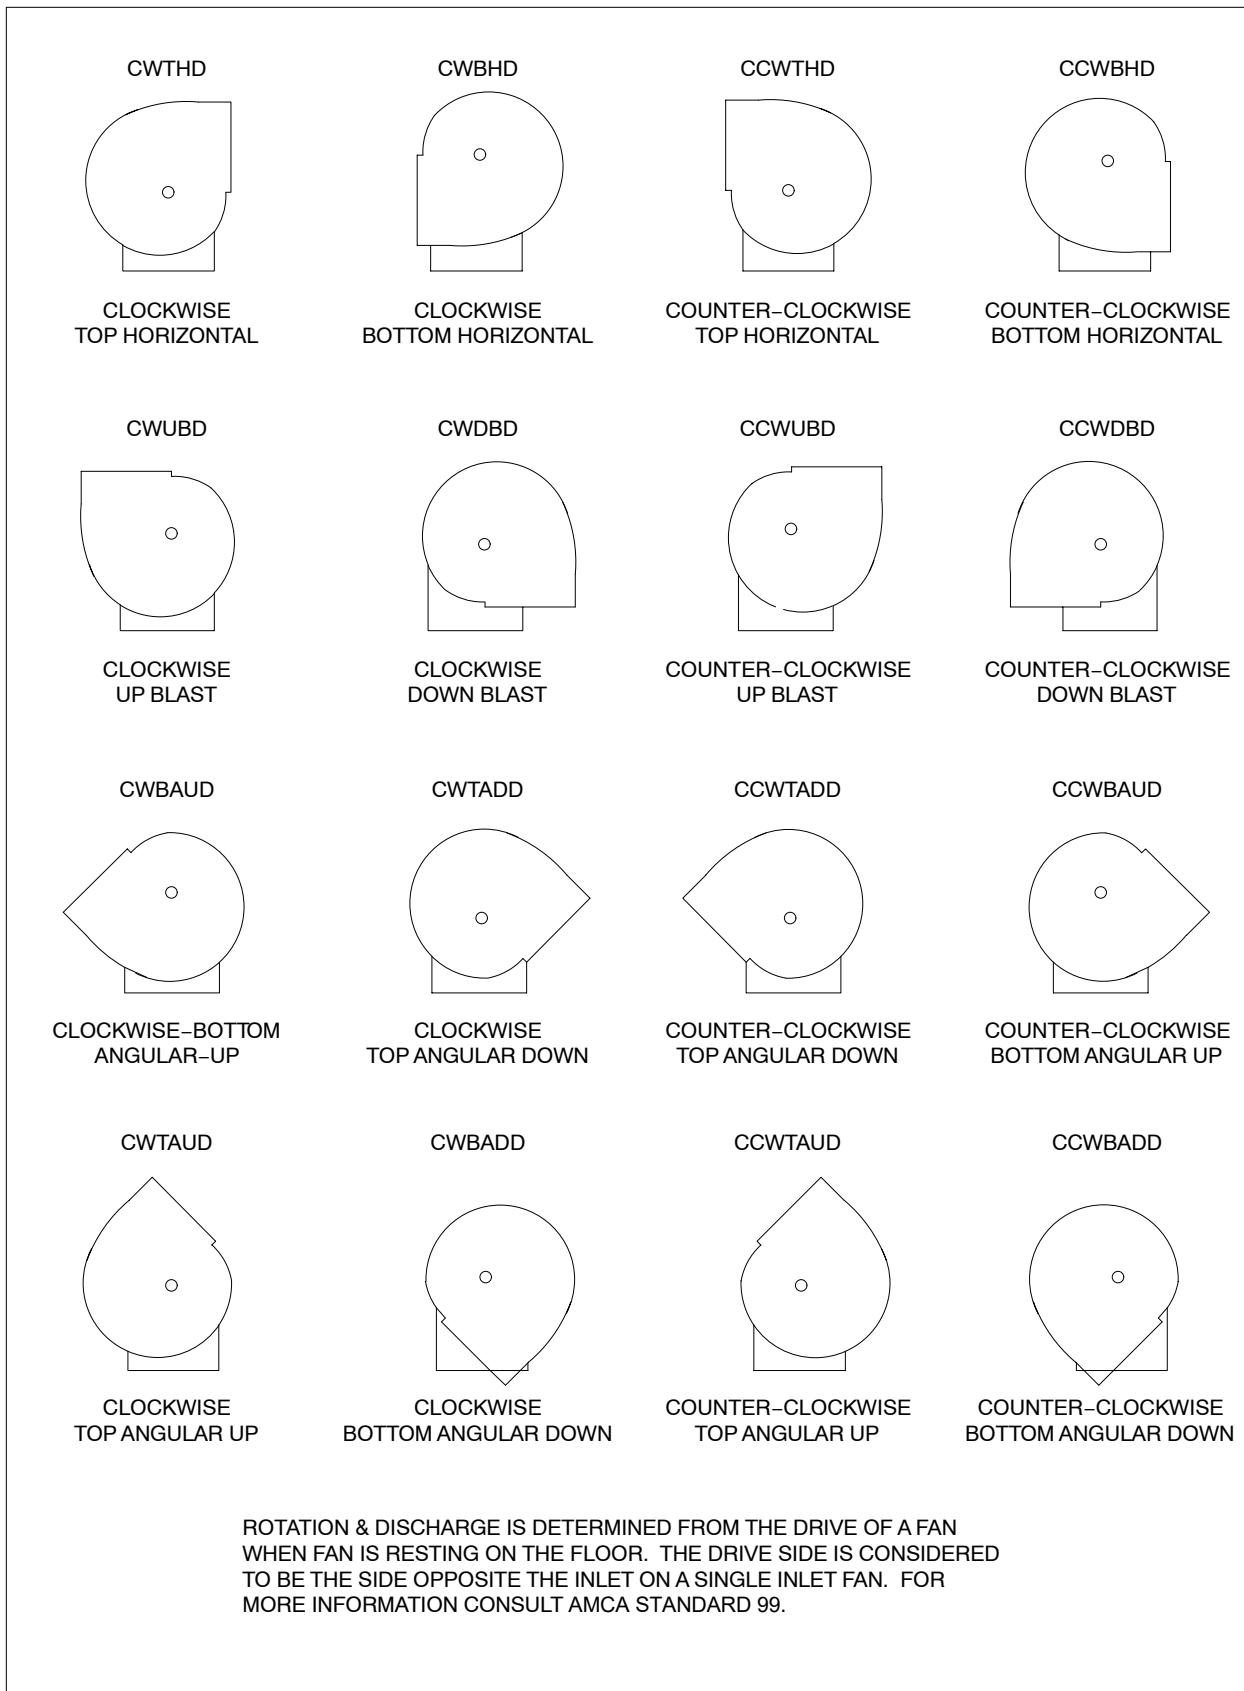 CWTHD CWBHD CCWTHD CCWBHD
CLOCKWISE CLOCKWISE COUNTER–CLOCKWISE COUNTER–CLOCKWISE
TOP HORIZONTAL BOTTOM HORIZONTAL TOP HORIZONTAL BOTTOM HORIZONTAL
CWUBD CWDBD CCWUBD CCWDBD
CLOCKWISE CLOCKWISE COUNTER–CLOCKWISE COUNTER–CLOCKWISE
UP BLAST DOWN BLAST UP BLAST DOWN BLAST
CWBAUD CWTADD CCWTADD CCWBAUD
CLOCKWISE–BOTTOM CLOCKWISE COUNTER–CLOCKWISE COUNTER–CLOCKWISE
ANGULAR–UP TOP ANGULAR DOWN TOP ANGULAR DOWN BOTTOM ANGULAR UP
CWTAUD CWBADD CCWTAUD CCWBADD
CLOCKWISE CLOCKWISE COUNTER–CLOCKWISE COUNTER–CLOCKWISE
TOP ANGULAR UP BOTTOM ANGULAR DOWN TOP ANGULAR UP BOTTOM ANGULAR DOWN
ROTATION & DISCHARGE IS DETERMINED FROM THE DRIVE OF A FAN
WHEN FAN IS RESTING ON THE FLOOR. THE DRIVE SIDE IS CONSIDERED
TO BE THE SIDE OPPOSITE THE INLET ON A SINGLE INLET FAN. FOR
MORE INFORMATION CONSULT AMCA STANDARD 99.